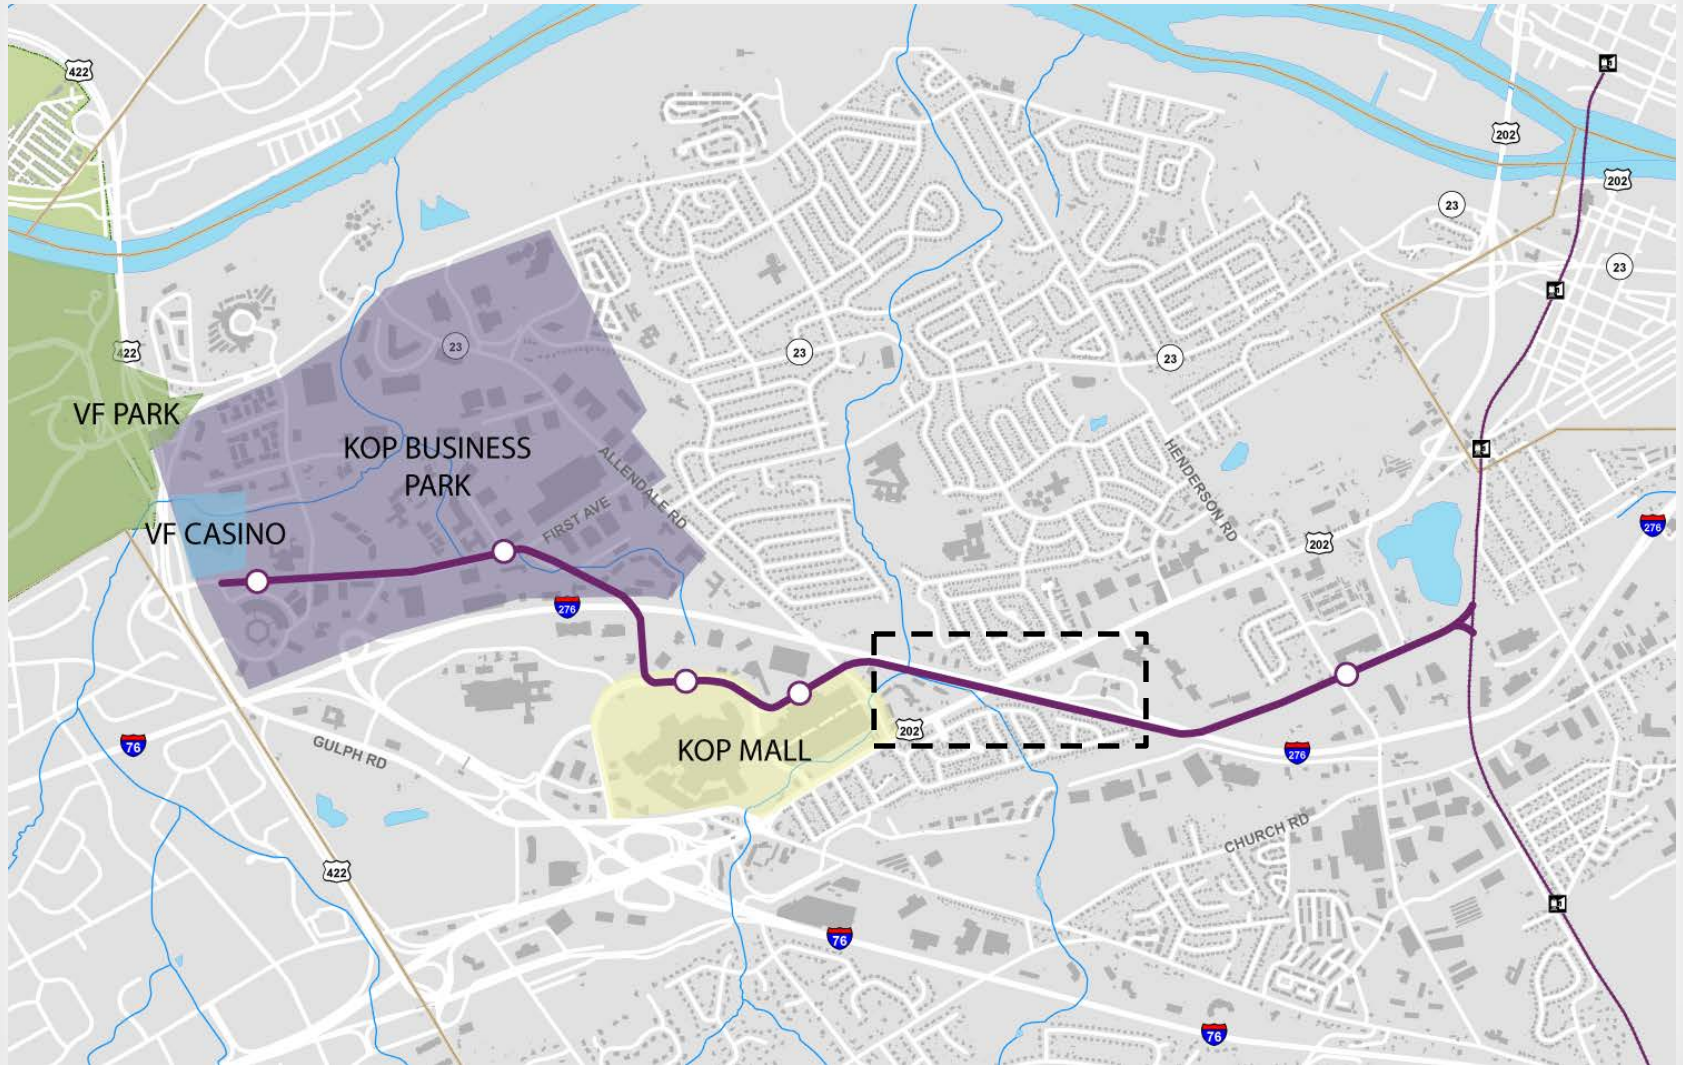 422
202
202
23
23
422
23
23
23
VF PARK
KOP BUSINESS
PARK
ALLENDALE RD
HENDERSON RD
FIRST AVE
276
VF CASINO
202
276
202
KOP MALL
GULPH RD
76
276
CHURCH RD
422
76
76